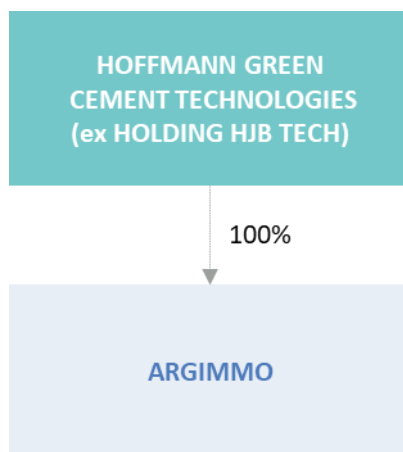 HOFFMANN GREEN
CEMENT TECHNOLOGIES
(ex HOLDING HJB TECH)
100%
ARGIMMO